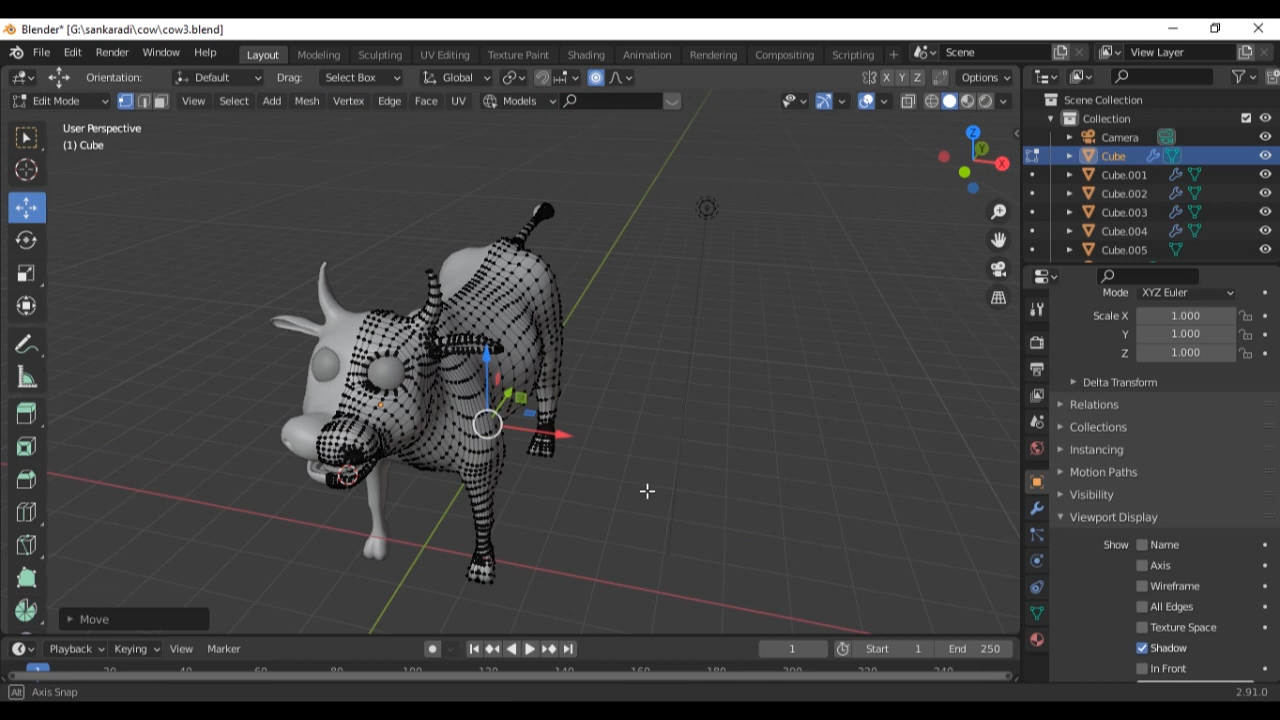 Blender* [G:\sankaradi\cow\cow3.blend]
File Edit Render Window Help Layout Modeling Sculpting UV Editing Texture Paint Shading Animation Rendering Compositing Scripting + Scene View Layer
Orientation: Default Drag: Select Box Global X Y Z Options
Edit Mode View Select Add Mesh Vertex Edge Face UV Models
User Perspective
(1) Cube
Z
Y
X
Scene Collection
Collection
Camera
Cube
Cube.001
Cube.002
Cube.003
Cube.004
Cube.005
Mode XYZ Euler
Scale X 1.000
Y 1.000
Z 1.000
Delta Transform
Relations
Collections
Instancing
Motion Paths
Visibility
Viewport Display
Show Name
Axis
Wireframe
All Edges
Texture Space
Shadow
In Front
Move
Playback Keying View Marker 1 Start 1 End 250
Alt Axis Snap 2.91.0